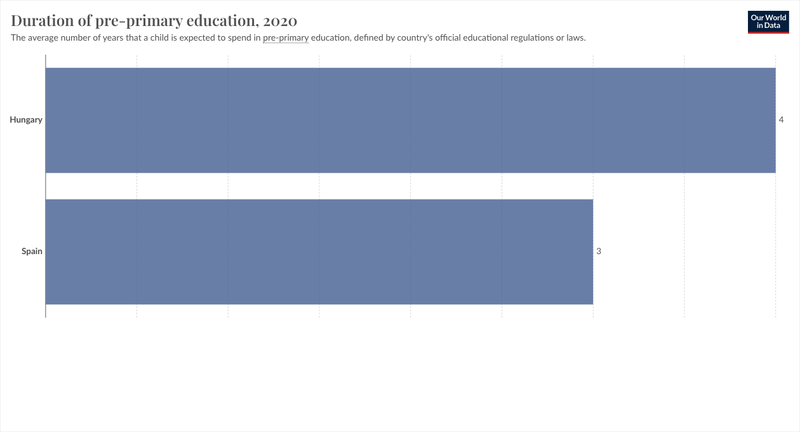 Duration of pre-primary education, 2020
The average number of years that a child is expected to spend in pre-primary education, defined by country's official educational regulations or laws.
Our World
in Data
Hungary
4
Spain
3